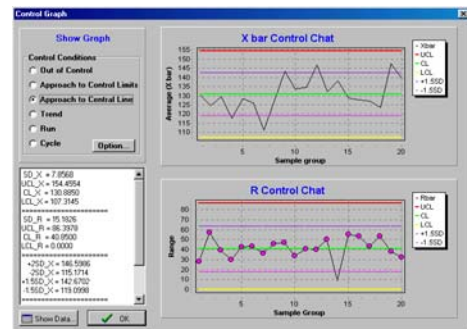 Control Graph
Show Graph
Control Conditions
Out of Control
Approach to Control Limits
Approach to Control Line
Trend
Run
Cycle
Option...
SD_X = 7.8568
UCL_X = 154.4554
CL_X = 130.8850
LCL_X = 107.3145
====================
SD_R = 15.1826
UCL_R = 86.3978
CL_R = 40.8500
LCL_R = 0.0000
====================
+2SD_X = 146.5986
-2SD_X = 115.1714
+1.5SD_X = 142.6702
-1.5SD_X = 119.0998
====================
Show Data...
OK
X bar Control Chat
Average (X bar)
155
150
145
140
135
130
125
120
115
110
5
10
15
20
Sample group
Xbar
UCL
CL
LCL
+1.5SD
-1.5SD
R Control Chat
Range
80
70
60
50
40
30
20
10
0
5
10
15
20
Sample Group
Rbar
UCL
CL
LCL
+1.5SD
-1.5SD